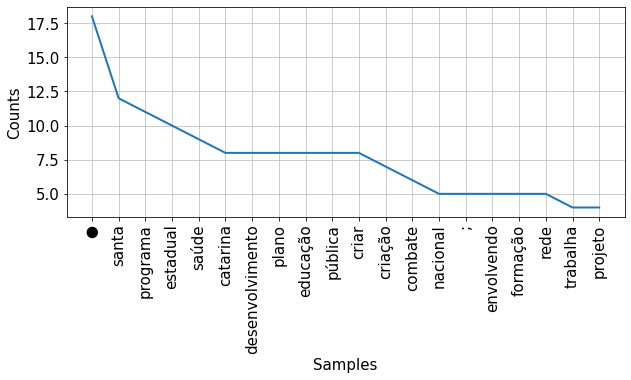 17.5
15.0
12.5
10.0
7.5
5.0
Counts
●
santa
programa
estadual
saúde
catarina
desenvolvimento
plano
educação
pública
criar
criação
combate
nacional
;
envolvendo
formação
rede
trabalha
projeto
Samples